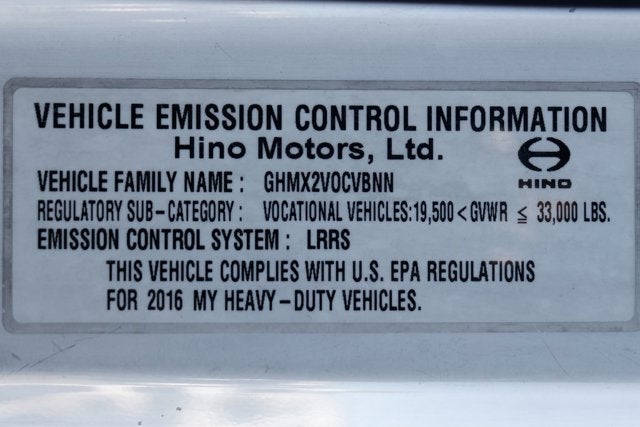 VEHICLE EMISSION CONTROL INFORMATION
Hino Motors, Ltd.
HINO
VEHICLE FAMILY NAME : GHMX2VOCVBNN
REGULATORY SUB-CATEGORY : VOCATIONAL VEHICLES:19,500 < GVWR ≦ 33,000 LBS.
EMISSION CONTROL SYSTEM : LRRS
THIS VEHICLE COMPLIES WITH U.S. EPA REGULATIONS
FOR 2016 MY HEAVY-DUTY VEHICLES.